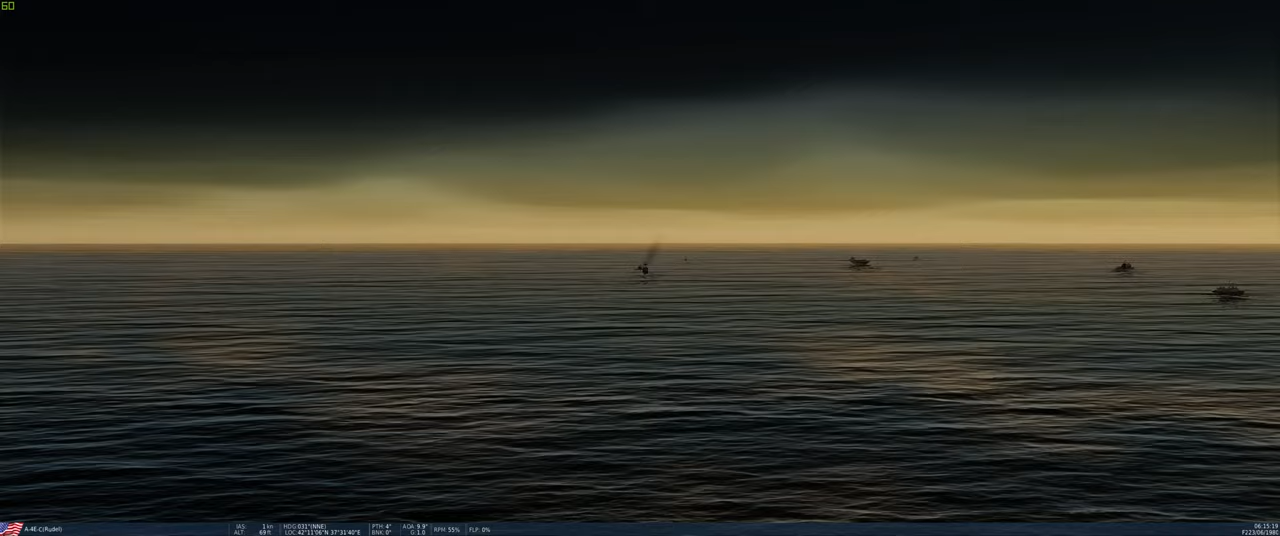 60
A-4E-C(Rudel)
IAS: 1 kn
ALT: 69 ft
HDG:031°(NNE)
LOC:42°11'06"N 37°31'40"E
PTH: 4°
BNK: 0°
AOA: 9.9°
G: 1.0
RPM: 55%
FLP: 0%
06:15:19
F223/06/1980